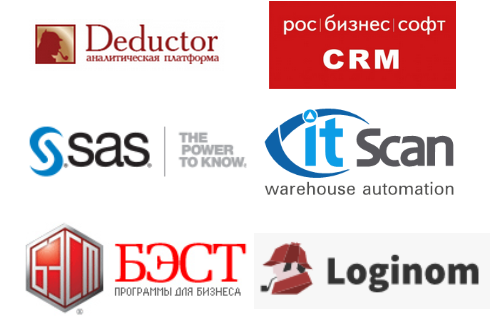 Deductor
аналитическая платформа
рос|бизнес|софт
CRM
sas®
THE
POWER
TO KNOW®
it Scan
warehouse automation
БЭСТ
®
БЭСТ
ПРОГРАММЫ ДЛЯ БИЗНЕСА
Loginom